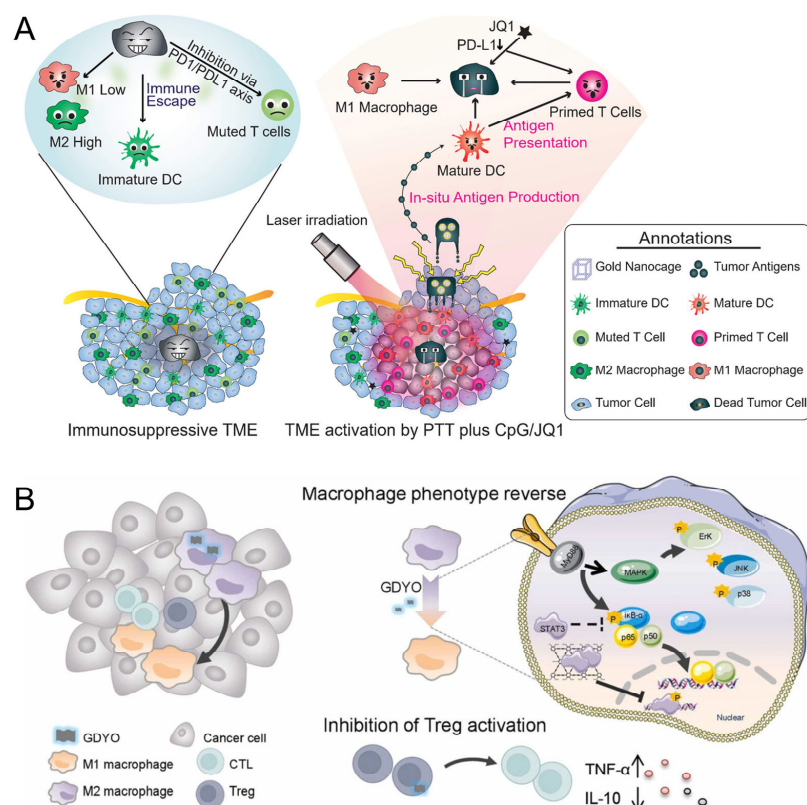 A
JQ1
PD-L1
Inhibition via
PD1/PDL1 axis
M1 Low
Immune
Escape
M1 Macrophage
Primed T Cells
M2 High
Muted T cells
Antigen
Presentation
Immature DC
Mature DC
In-situ Antigen Production
Laser irradiation
Annotations
Gold Nanocage
Tumor Antigens
Immature DC
Mature DC
Muted T Cell
Primed T Cell
M2 Macrophage
M1 Macrophage
Tumor Cell
Dead Tumor Cell
Immunosuppressive TME
TME activation by PTT plus CpG/JQ1
B
Macrophage phenotype reverse
GDYO
MyD88
MAPK
P
ErK
P
JNK
P
p38
STAT3
P
IκB-α
p65
p50
P
Nuclear
Inhibition of Treg activation
GDYO
Cancer cell
M1 macrophage
CTL
M2 macrophage
Treg
TNF-α
IL-10